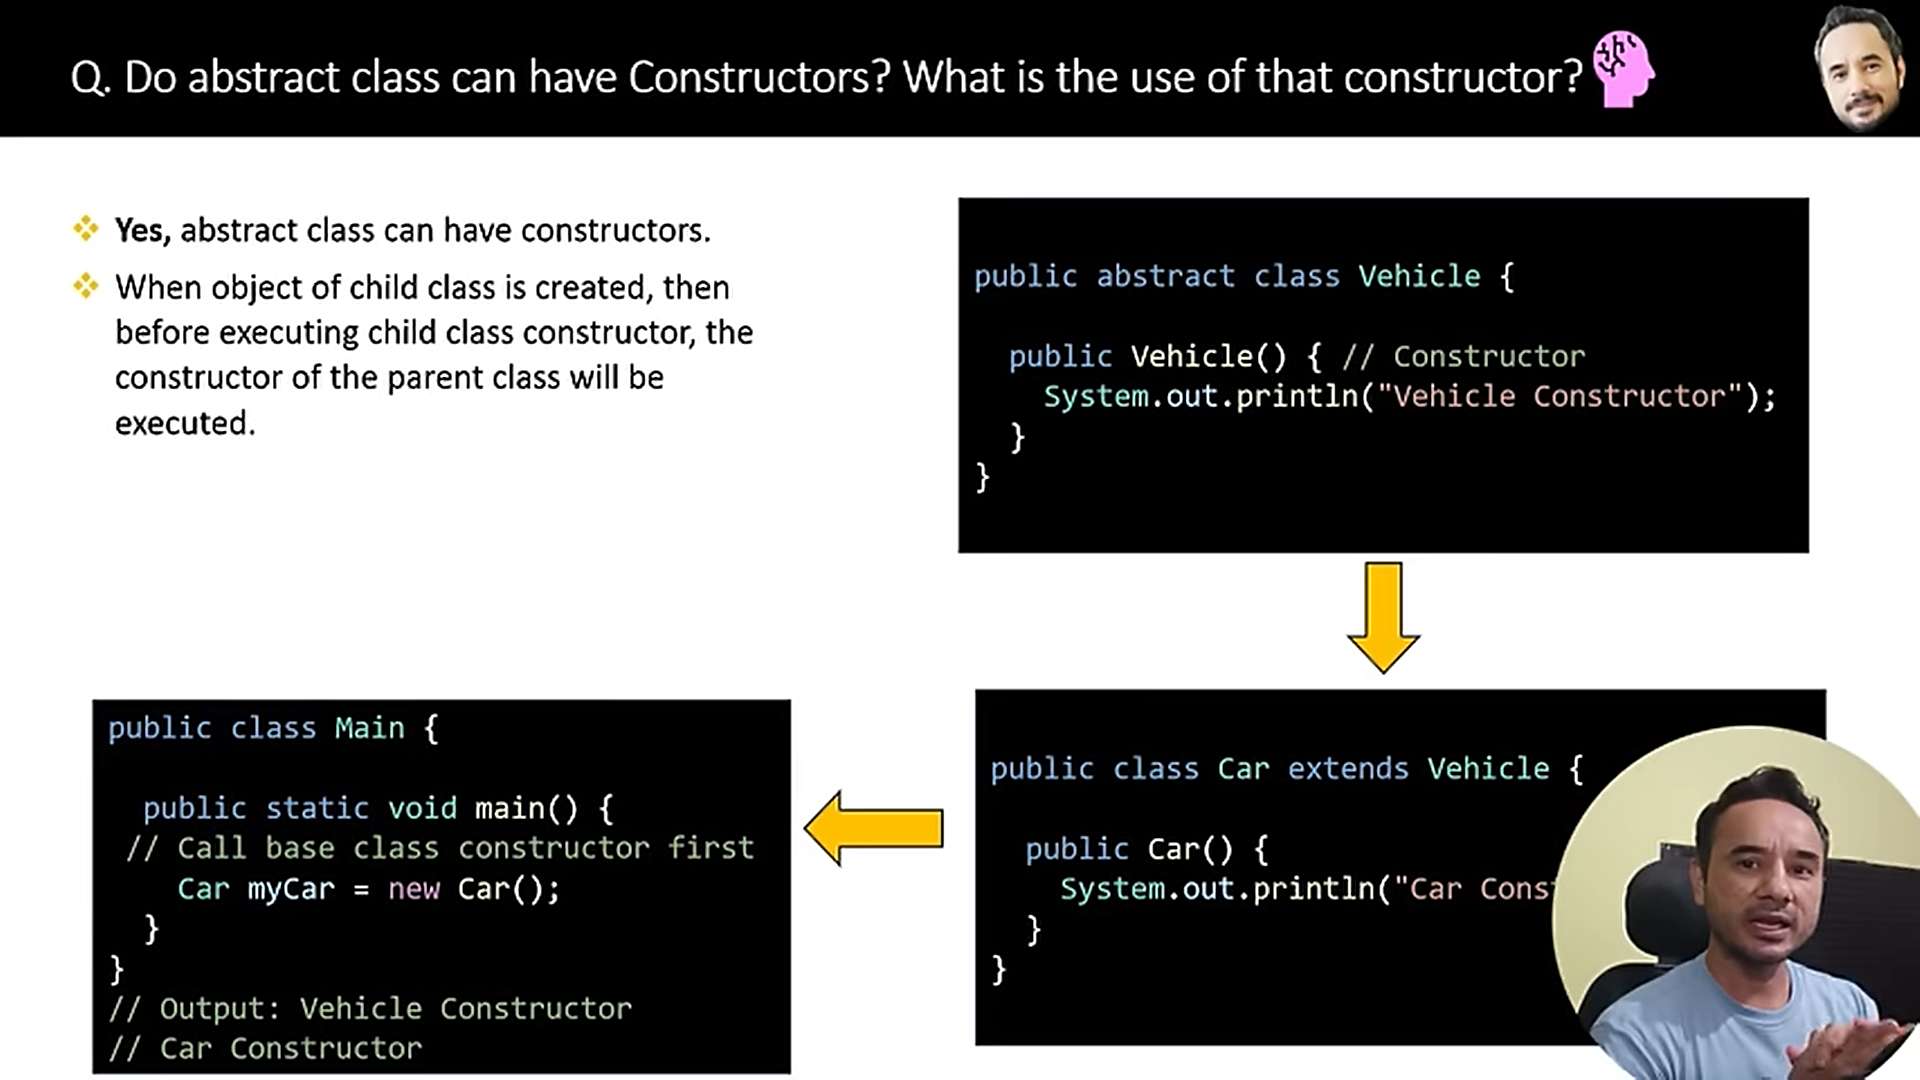 Q. Do abstract class can have Constructors? What is the use of that constructor?
Yes, abstract class can have constructors.
When object of child class is created, then
before executing child class constructor, the
constructor of the parent class will be
executed.
public abstract class Vehicle {
public Vehicle() { // Constructor
System.out.println("Vehicle Constructor");
}
}
public class Car extends Vehicle {
public Car() {
System.out.println("Car Cons
}
}
public class Main {
public static void main() {
// Call base class constructor first
Car myCar = new Car();
}
}
// Output: Vehicle Constructor
// Car Constructor